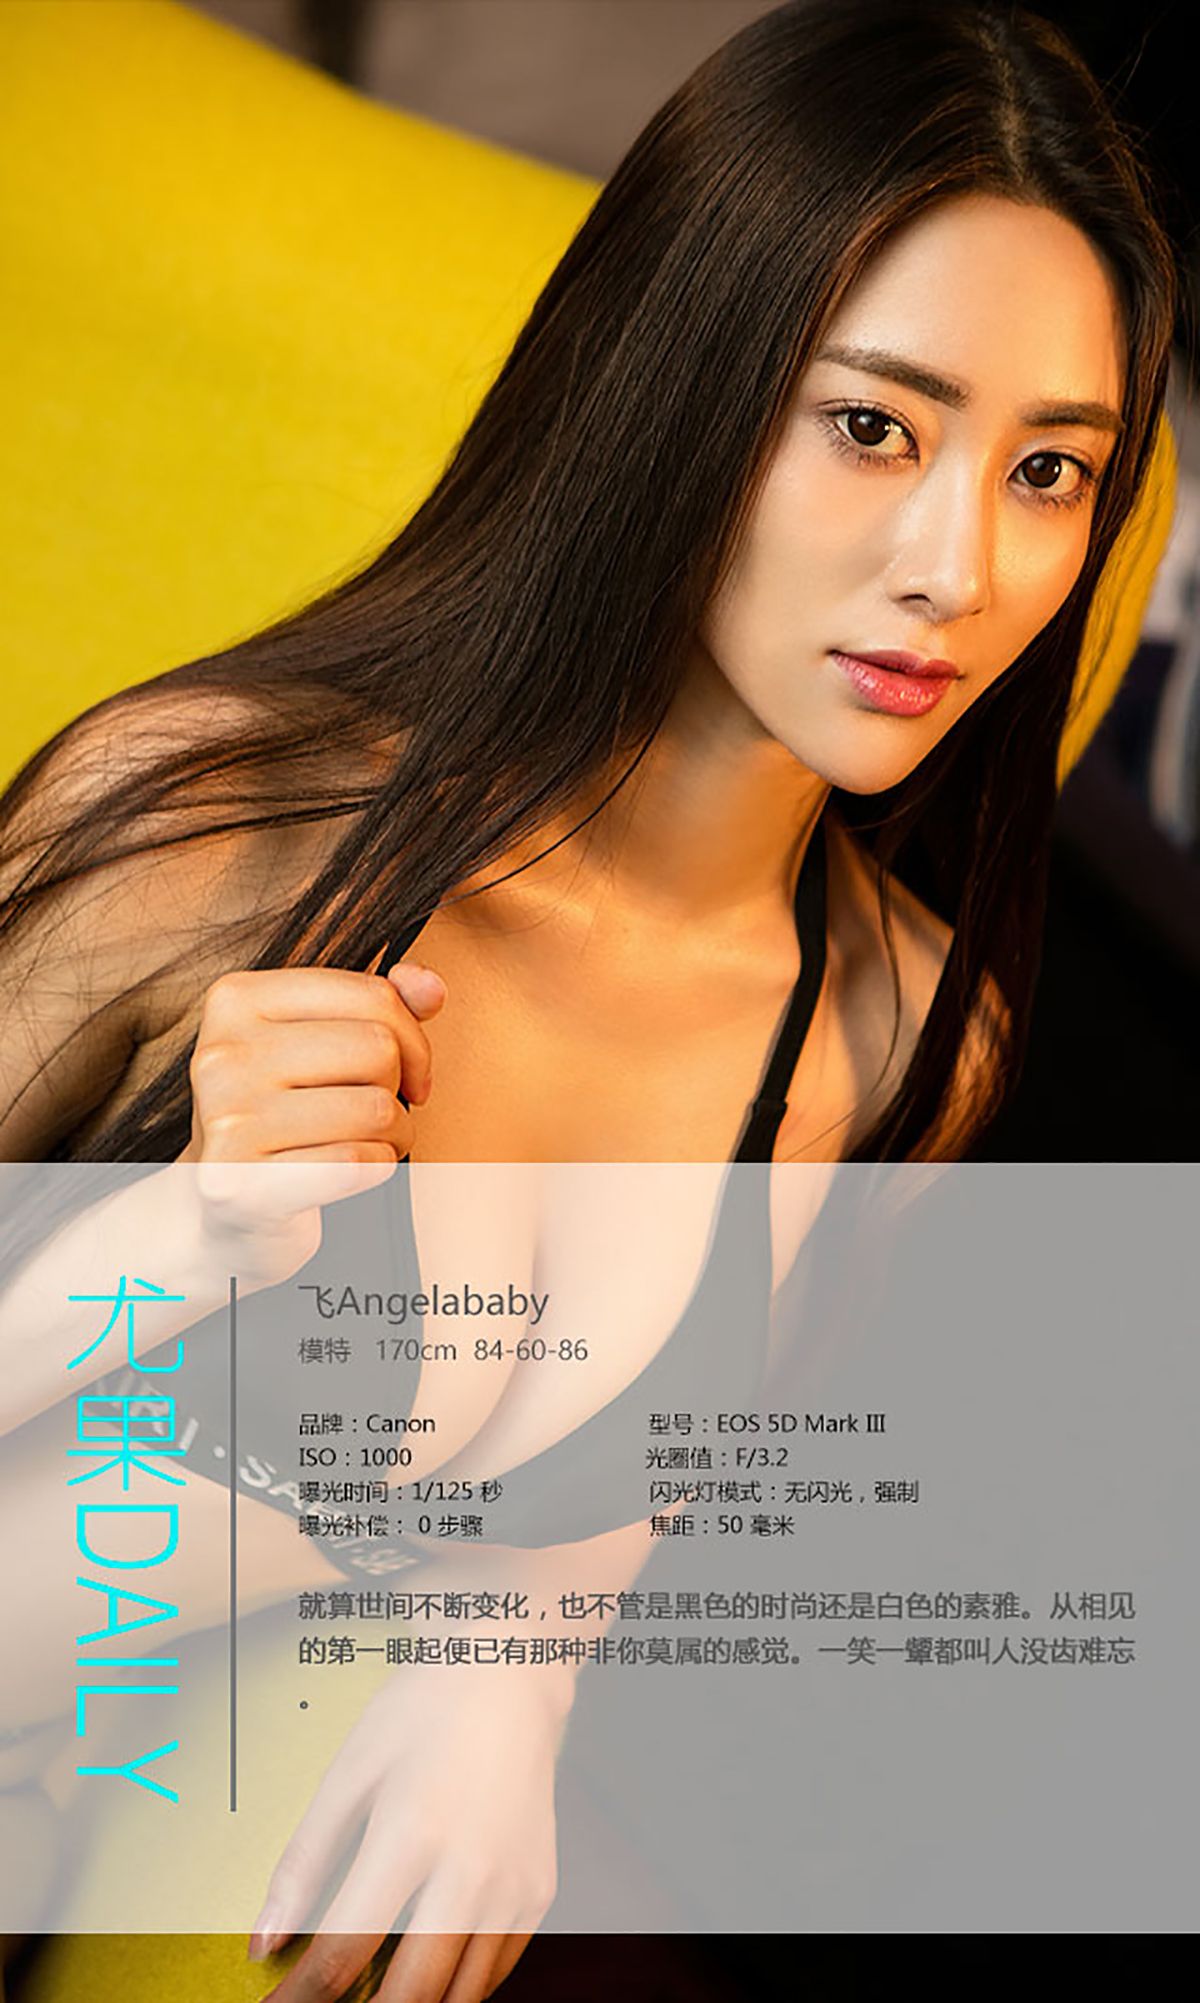 尤果DAILY
飞Angelababy
模特 170cm 84-60-86
品牌：Canon 型号：EOS 5D Mark III
ISO：1000 光圈值：F/3.2
曝光时间：1/125 秒 闪光灯模式：无闪光，强制
曝光补偿： 0 步骤 焦距：50 毫米
就算世间不断变化，也不管是黑色的时尚还是白色的素雅。从相见
的第一眼起便已有那种非你莫属的感觉。一笑一颦都叫人没齿难忘
。